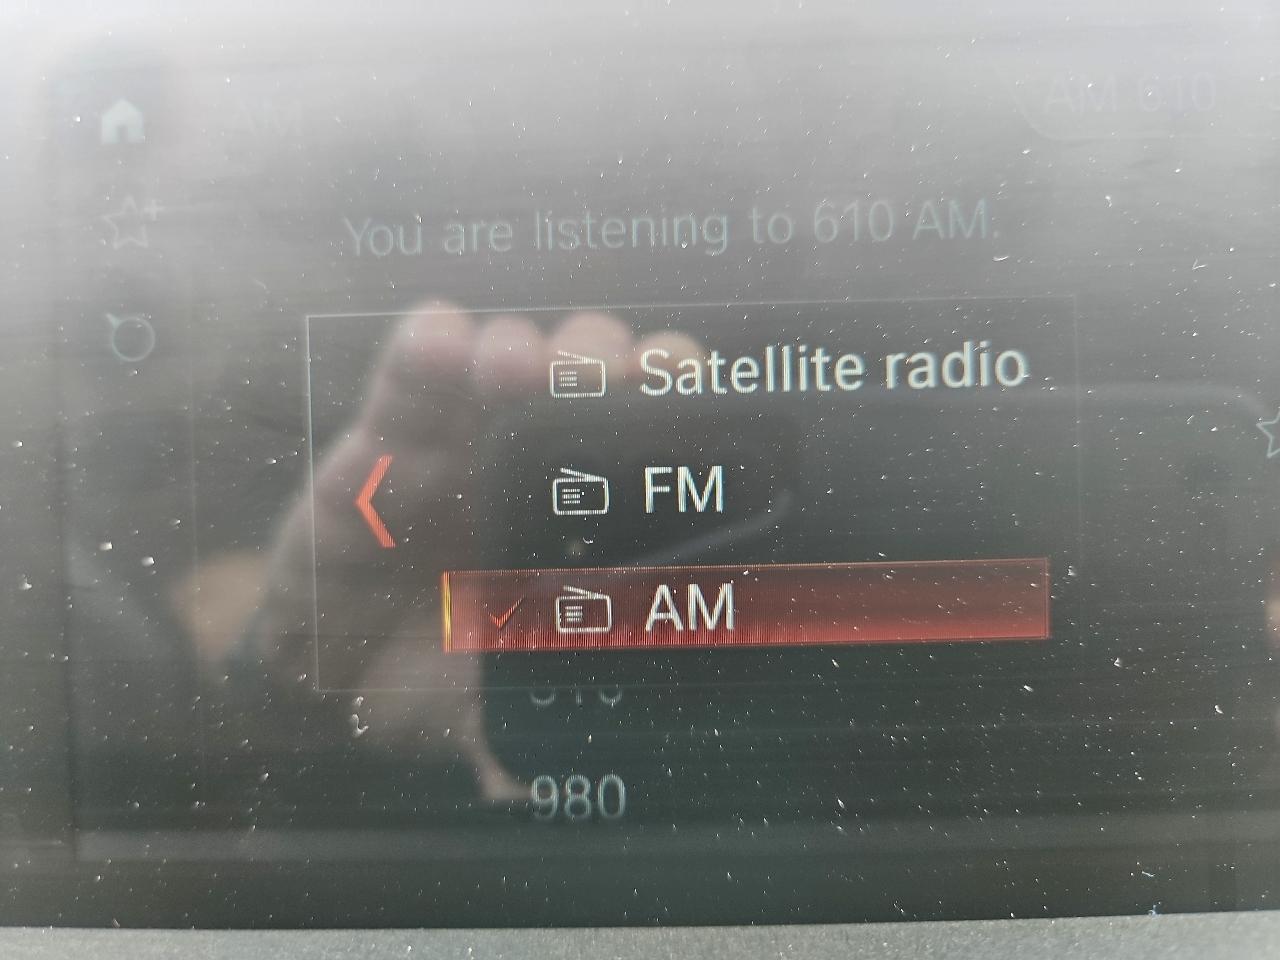 AM
AM 610
You are listening to 610 AM.
Satellite radio
FM
AM
980